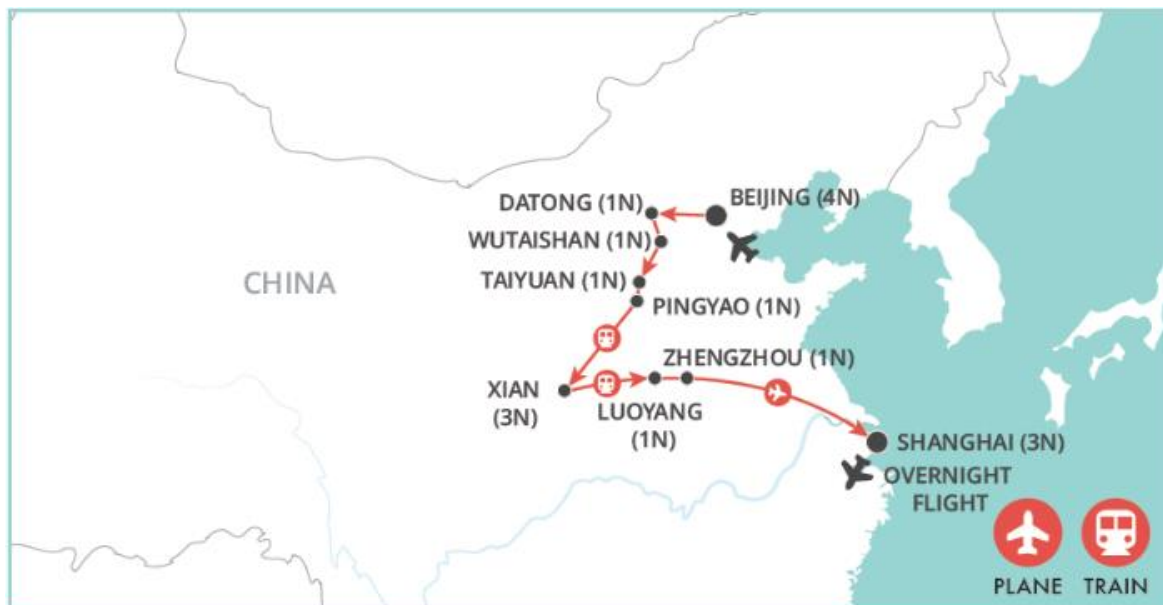 DATONG (1N)
BEIJING (4N)
WUTAISHAN (1N)
TAIYUAN (1N)
CHINA
PINGYAO (1N)
ZHENGZHOU (1N)
XIAN
(3N)
LUOYANG
(1N)
SHANGHAI (3N)
OVERNIGHT
FLIGHT
PLANE
TRAIN